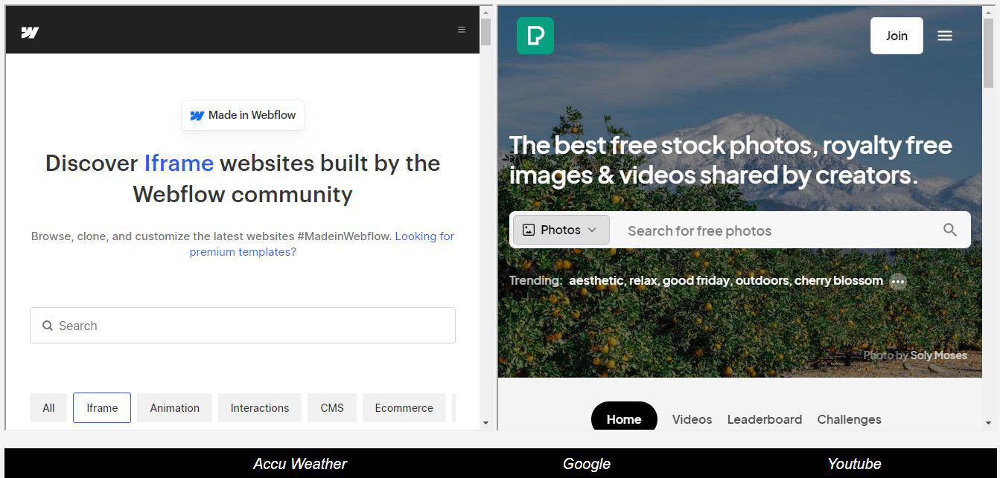 Made in Webflow
Discover Iframe websites built by the
Webflow community
Browse, clone, and customize the latest websites #MadeinWebflow. Looking for
premium templates?
Search
All Iframe Animation Interactions CMS Ecommerce
Join
The best free stock photos, royalty free
images & videos shared by creators.
Photos Search for free photos
Trending: aesthetic, relax, good friday, outdoors, cherry blossom
Photo by Soly Moses
Home Videos Leaderboard Challenges
Accu Weather Google Youtube